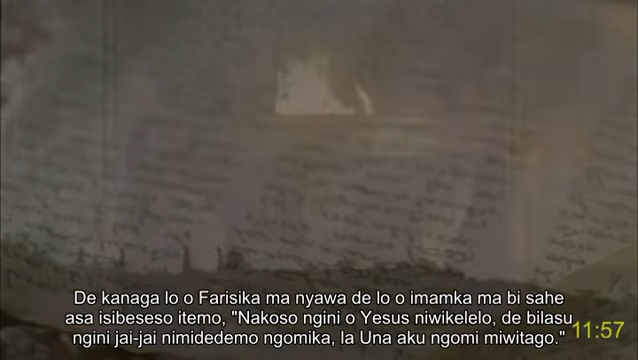 De kanaga lo o Farisika ma nyawa de lo o imamka ma bi sahe
asa isibeseso itemo, "Nakoso ngini o Yesus niwikelelo, de bilasu
ngini jai-jai nimidedemo ngomika, la Una aku ngomi miwitago."
11:57